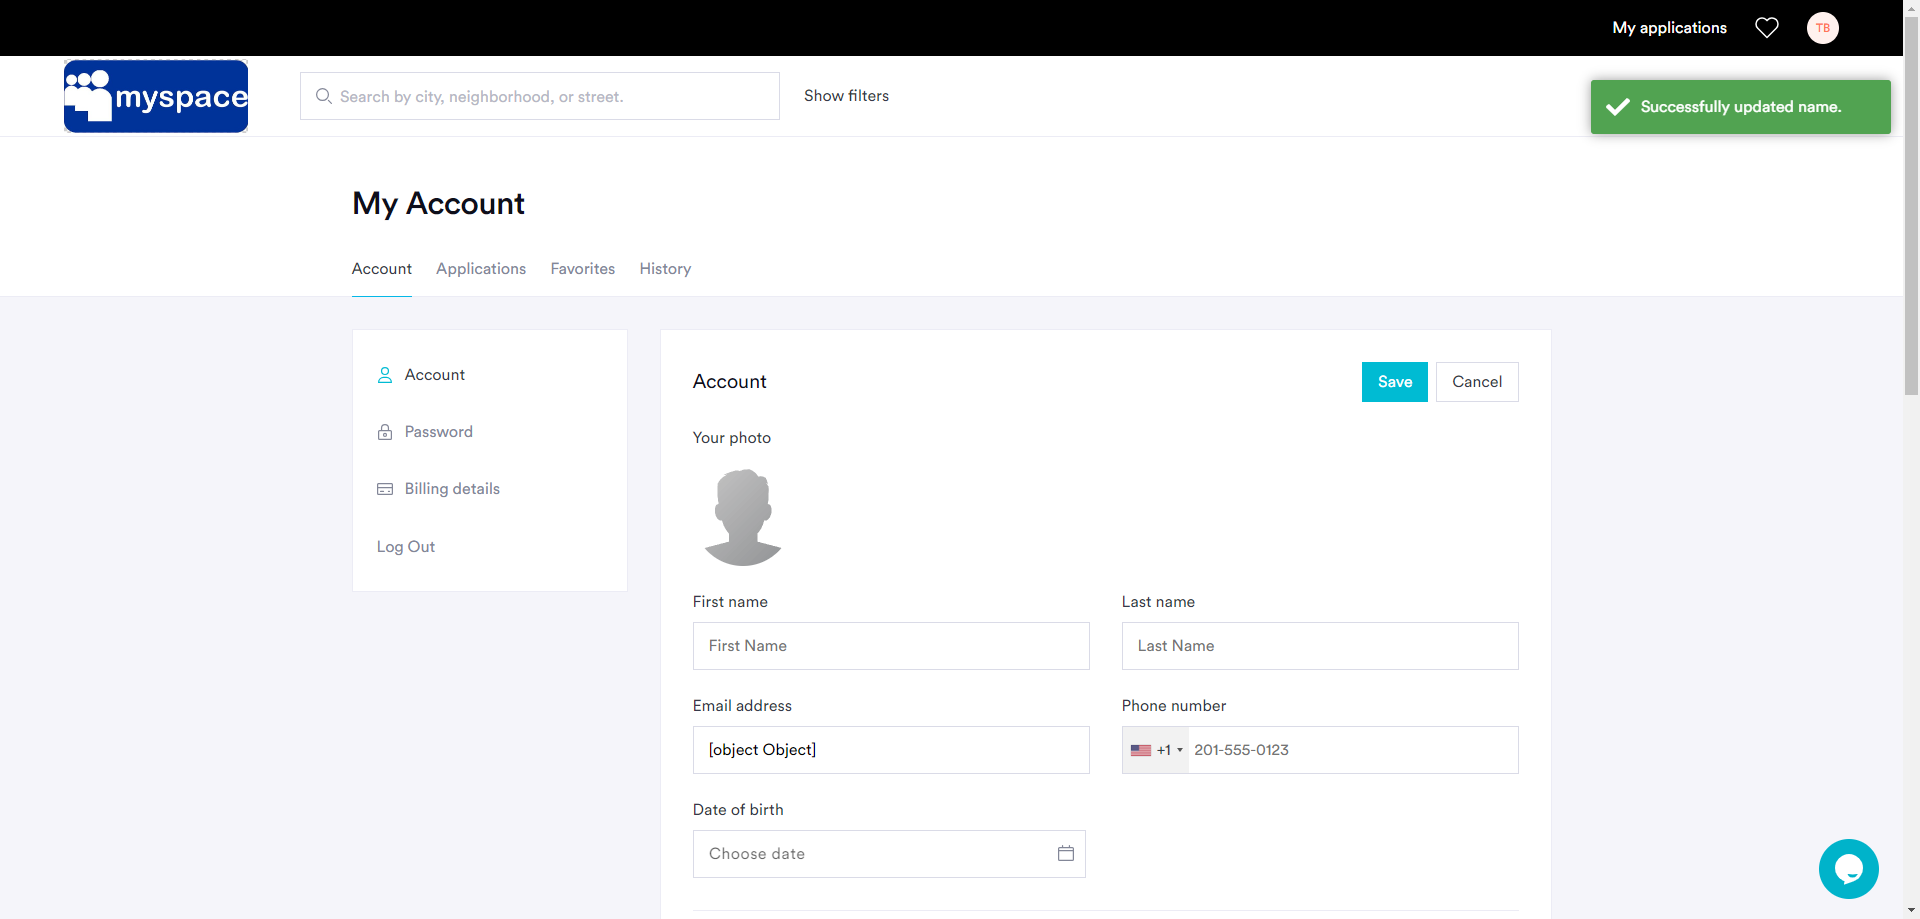 My applications
TB
myspace
Search by city, neighborhood, or street.
Show filters
Successfully updated name.
My Account
Account
Applications
Favorites
History
Account
Password
Billing details
Log Out
Account
Save
Cancel
Your photo
First name
Last name
First Name
Last Name
Email address
Phone number
[object Object]
+1
201-555-0123
Date of birth
Choose date